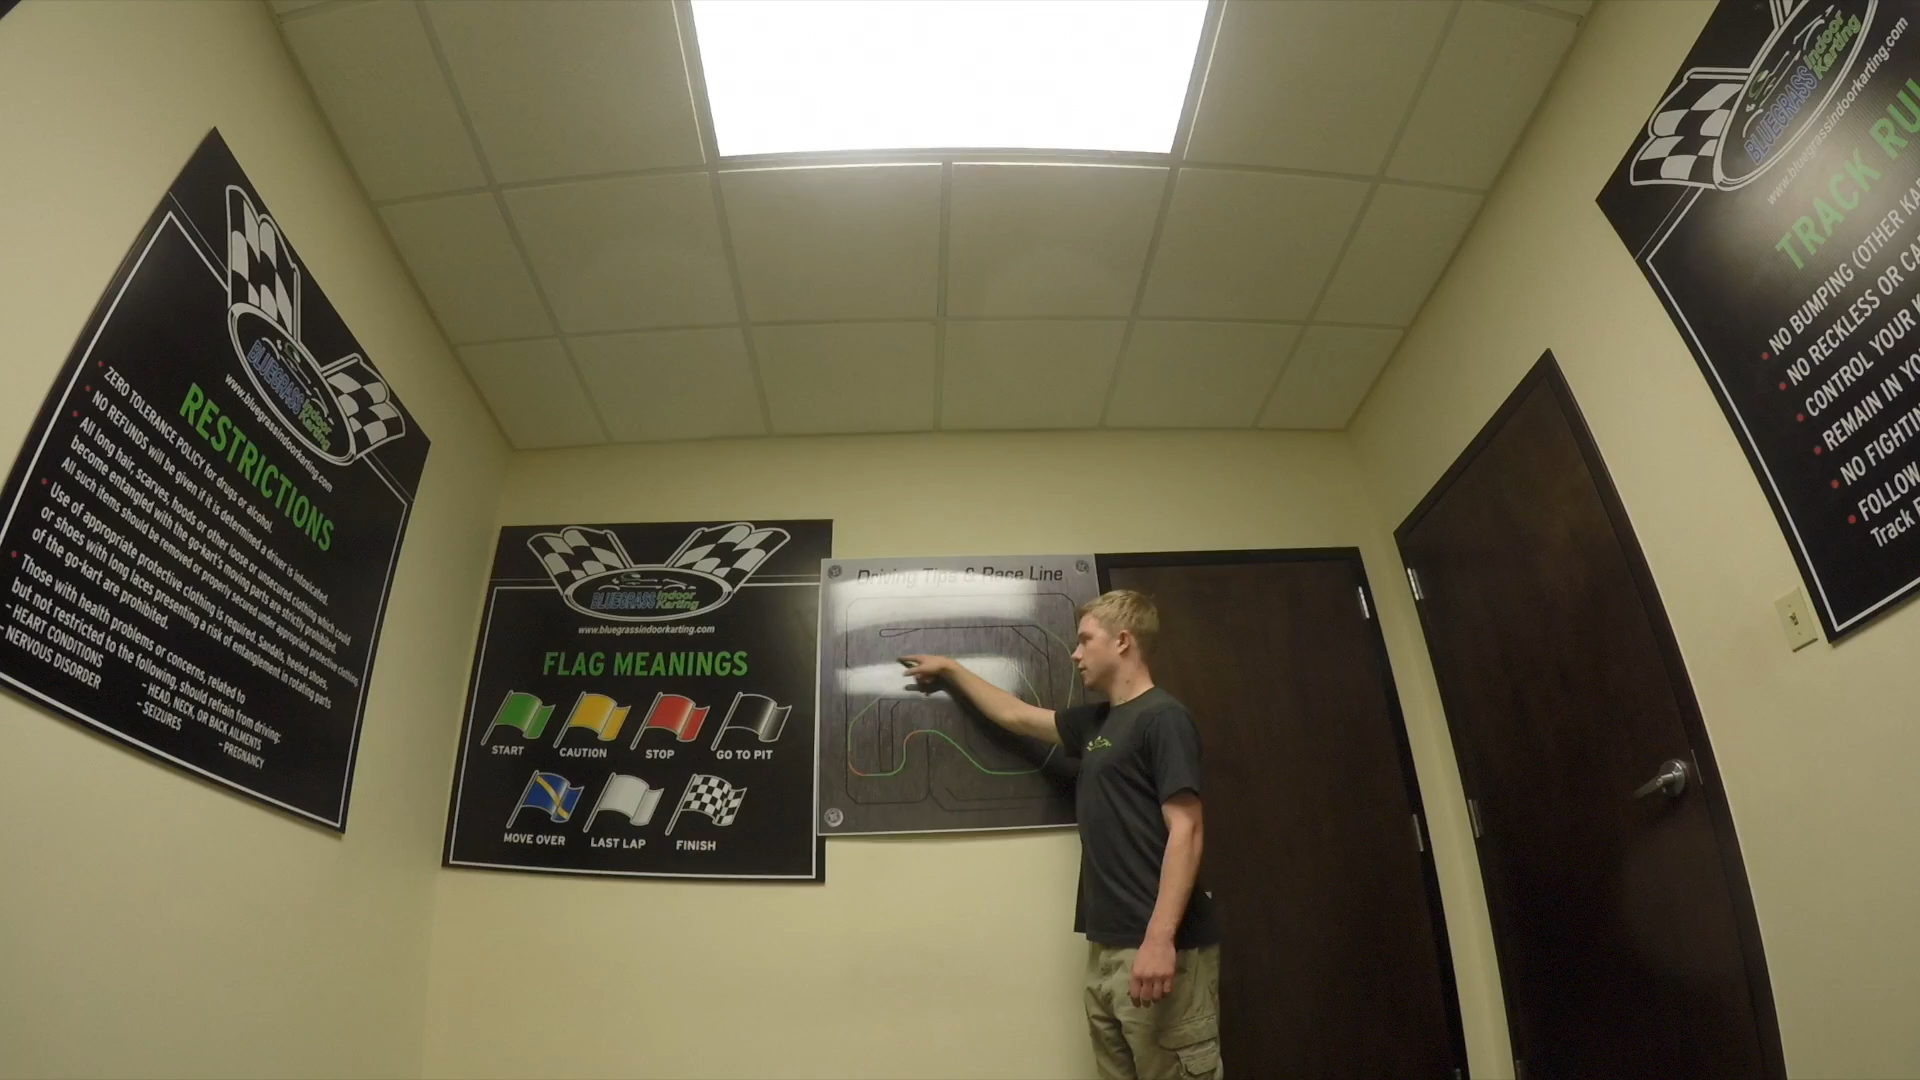 BLUEGRASS Indoor Karting
www.bluegrassindoorkarting.com
RESTRICTIONS
• ZERO TOLERANCE POLICY for drugs or alcohol.
• NO REFUNDS will be given if it is determined a driver is intoxicated.
• All long hair, scarves, hoods or other loose or unsecured clothing which could
become entangled with the go-kart's moving parts are strictly prohibited.
All such items should be removed or properly secured under appropriate protective clothing.
• Use of appropriate protective clothing is required. Sandals, heeled shoes,
or shoes with long laces presenting a risk of entanglement in rotating parts
of the go-kart are prohibited.
• Those with health problems or concerns, related to
but not restricted to the following, should refrain from driving:
- HEART CONDITIONS
- NERVOUS DISORDER
- HEAD, NECK, OR BACK AILMENTS
- SEIZURES
- PREGNANCY
BLUEGRASS Indoor Karting
www.bluegrassindoorkarting.com
FLAG MEANINGS
START CAUTION STOP GO TO PIT
MOVE OVER LAST LAP FINISH
Driving Tips & Race Line
BLUEGRASS Indoor Karting
www.bluegrassindoorkarting.com
TRACK RU
• NO BUMPING (OTHER KA
• NO RECKLESS OR CA
• CONTROL YOUR K
• REMAIN IN YO
• NO FIGHTIN
• FOLLOW
Track